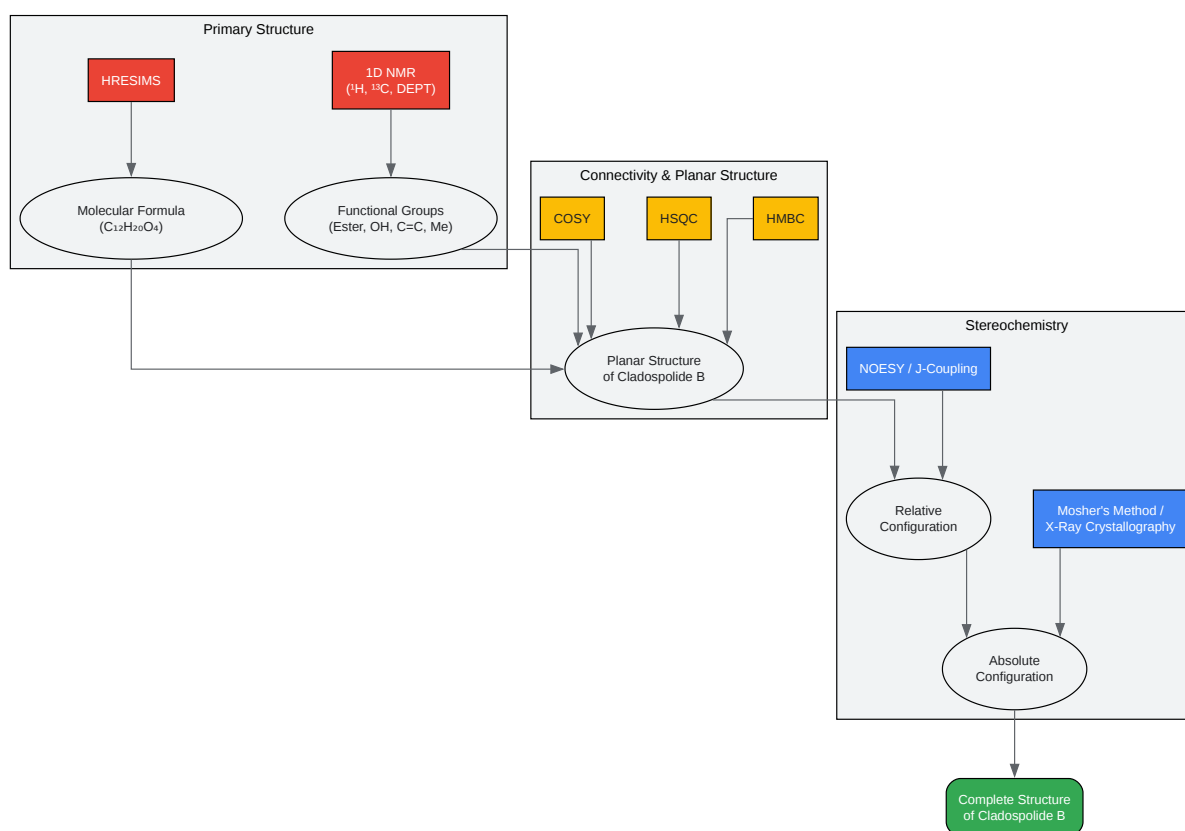 Primary Structure
HRESIMS
1D NMR
(¹H, ¹³C, DEPT)
Molecular Formula
(C₁₂H₂₀O₄)
Functional Groups
(Ester, OH, C=C, Me)
Connectivity & Planar Structure
COSY
HSQC
HMBC
Planar Structure
of Cladospolide B
Stereochemistry
NOESY / J-Coupling
Relative
Configuration
Mosher's Method /
X-Ray Crystallography
Absolute
Configuration
Complete Structure
of Cladospolide B